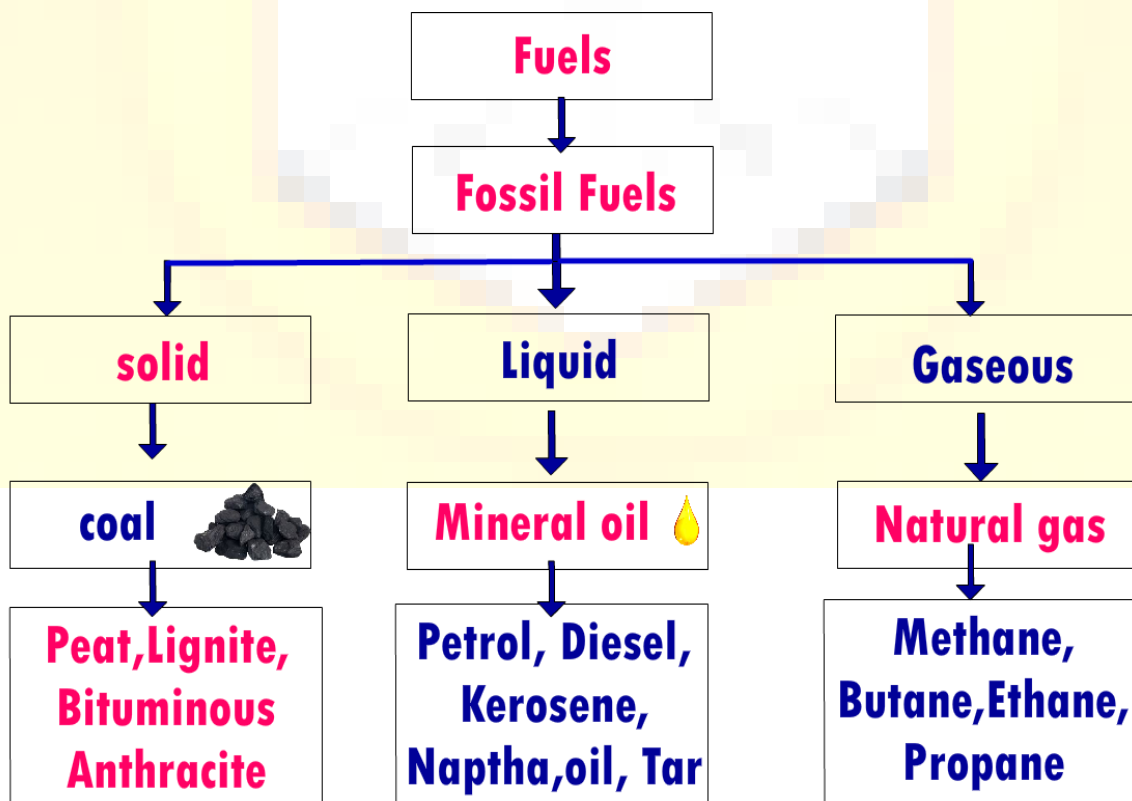 Fuels
Fossil Fuels
solid
Liquid
Gaseous
coal
Mineral oil
Natural gas
Peat,Lignite,
Bituminous
Anthracite
Petrol, Diesel,
Kerosene,
Naptha,oil, Tar
Methane,
Butane,Ethane,
Propane